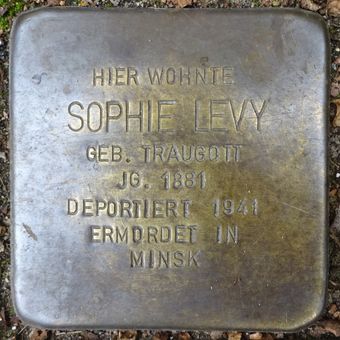 HIER WOHNTE
SOPHIE LEVY
GEB. TRAUGOTT
JG. 1881
DEPORTIERT 1941
ERMORDET IN
MINSK